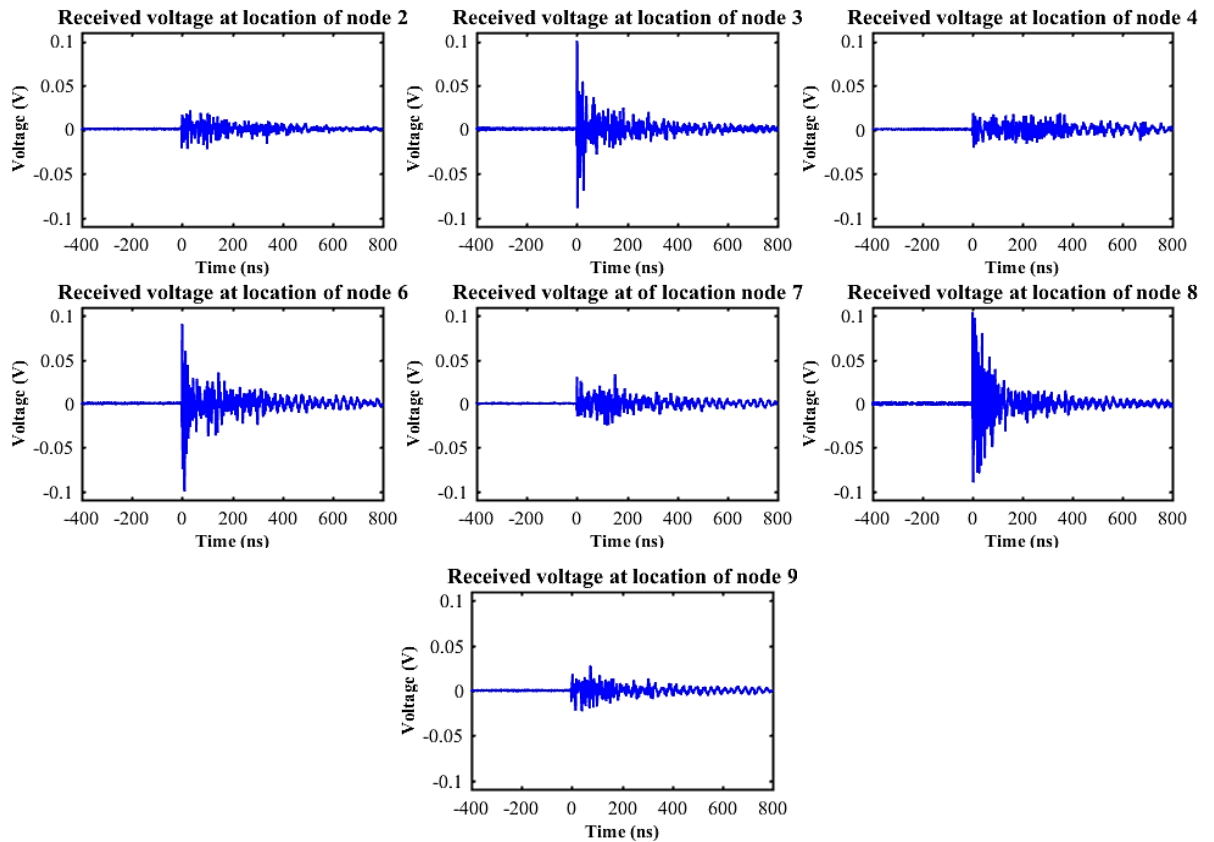 Received voltage at location of node 2
Received voltage at location of node 3
Received voltage at location of node 4
0.1
0.05
0
-0.05
-0.1
Voltage (V)
-400 -200 0 200 400 600 800
Time (ns)
0.1
0.05
0
-0.05
-0.1
Voltage (V)
-400 -200 0 200 400 600 800
Time (ns)
0.1
0.05
0
-0.05
-0.1
Voltage (V)
-400 -200 0 200 400 600 800
Time (ns)
Received voltage at location of node 6
Received voltage at of location node 7
Received voltage at location of node 8
0.1
0.05
0
-0.05
-0.1
Voltage (V)
-400 -200 0 200 400 600 800
Time (ns)
0.1
0.05
0
-0.05
-0.1
Voltage (V)
-400 -200 0 200 400 600 800
Time (ns)
0.1
0.05
0
-0.05
-0.1
Voltage (V)
-400 -200 0 200 400 600 800
Time (ns)
Received voltage at location of node 9
0.1
0.05
0
-0.05
-0.1
Voltage (V)
-400 -200 0 200 400 600 800
Time (ns)